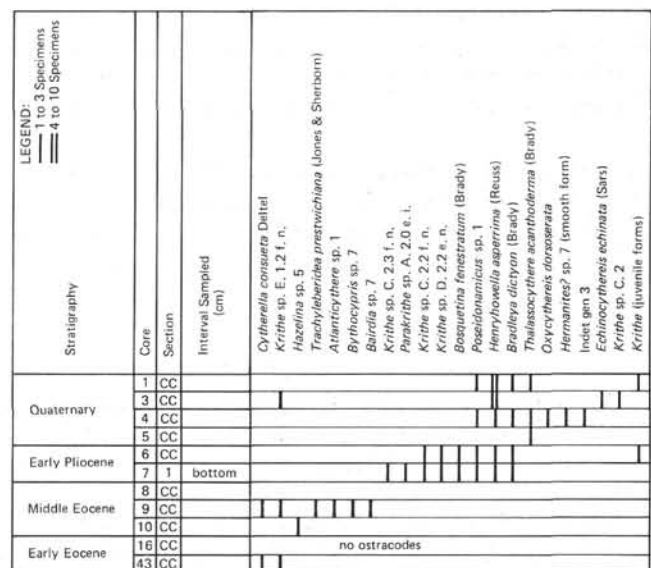 LEGEND:
1 to 3 Specimens
4 to 10 Specimens
Stratigraphy
Core
Section
Interval Sampled
(cm)
Cytherella consueta Deltel
Krithe sp. E, 1.2 f. n.
Hazelina sp. 5
Trachyleberidea prestwichiana (Jones & Sherborn)
Atlanticythere sp. 1
Bythocypris sp. 7
Bairdia sp. 7
Krithe sp. C, 2.3 f. n.
Parakrithe sp. A, 2.0 e. i.
Krithe sp. C, 2.2 f. n.
Krithe sp. D, 2.2 e. n.
Bosquetina fenestratum (Brady)
Poseidonamicus sp. 1
Henryhowella asperrima (Reuss)
Bradleya dictyon (Brady)
Thalassocythere acanthoderma (Brady)
Oxycythereis dorsoserata
Hermanites? sp. 7 (smooth form)
Indet gen 3
Echinocythereis echinata (Sars)
Krithe sp. C, 2
Krithe (juvenile forms)
Quaternary
1 CC
3 CC
4 CC
5 CC
Early Pliocene
6 CC
7 1 bottom
Middle Eocene
8 CC
9 CC
10 CC
Early Eocene
16 CC no ostracodes
43 CC